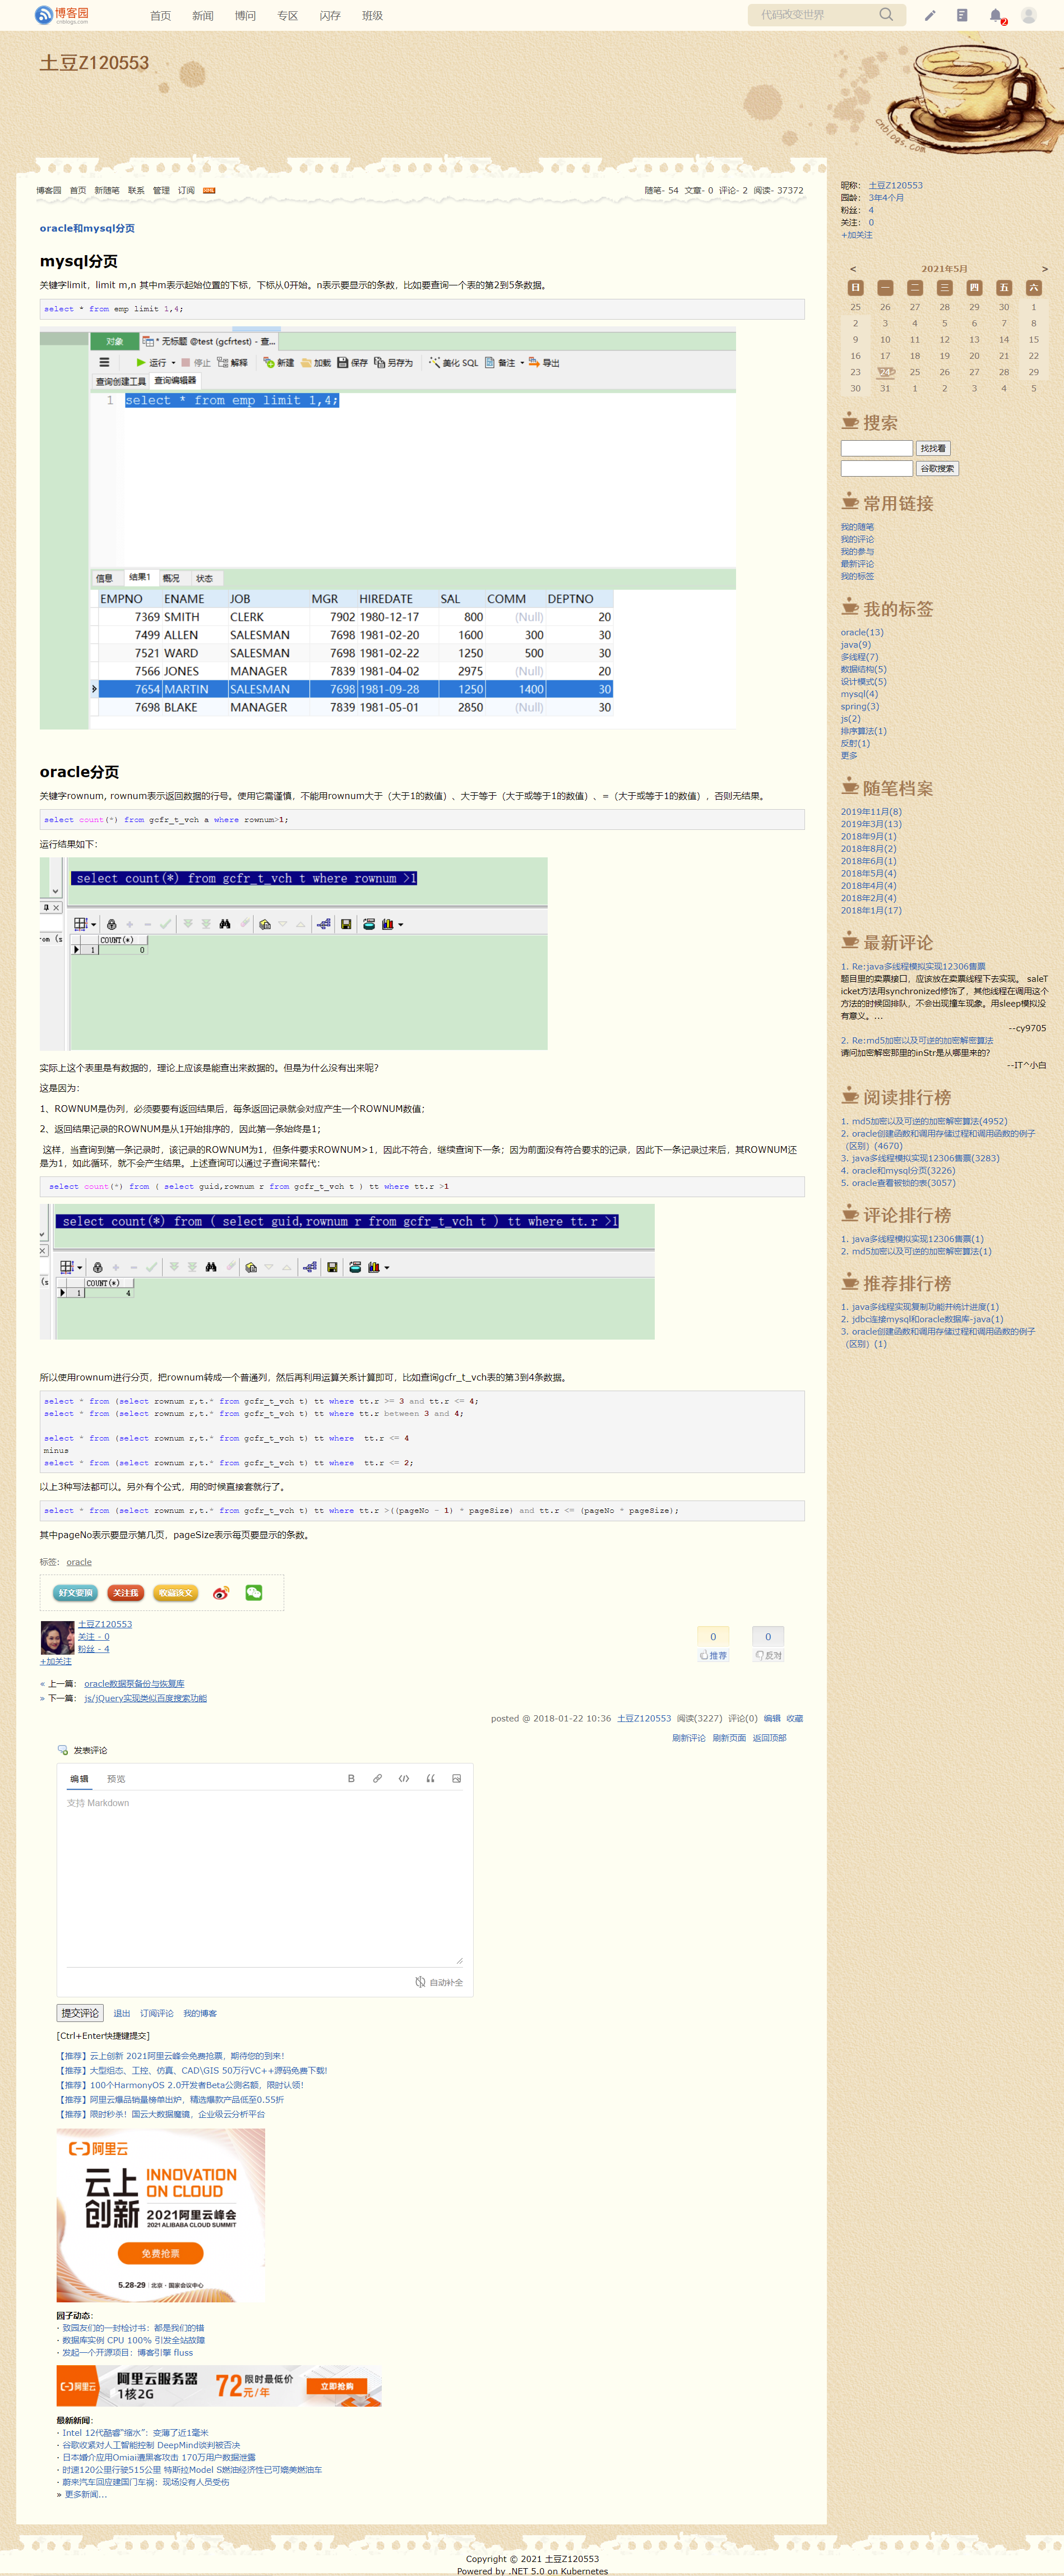 博客园
cnblogs.com
首页 新闻 博问 专区 闪存 班级
代码改变世界
2
土豆Z120553
cnblogs.com
博客园 首页 新随笔 联系 管理 订阅
随笔- 54 文章- 0 评论- 2 阅读- 37372
oracle和mysql分页
mysql分页
关键字limit，limit m,n 其中m表示起始位置的下标，下标从0开始。n表示要显示的条数，比如要查询一个表的第2到5条数据。
select * from emp limit 1,4;
对象 * 无标题 @test (gcfrtest) - 查...
运行 停止 解释 新建 加载 保存 另存为 美化 SQL 备注 导出
查询创建工具 查询编辑器
1 select * from emp limit 1,4;
信息 结果1 概况 状态
EMPNO ENAME JOB MGR HIREDATE SAL COMM DEPTNO
7369 SMITH CLERK 7902 1980-12-17 800 (Null) 20
7499 ALLEN SALESMAN 7698 1981-02-20 1600 300 30
7521 WARD SALESMAN 7698 1981-02-22 1250 500 30
7566 JONES MANAGER 7839 1981-04-02 2975 (Null) 20
7654 MARTIN SALESMAN 7698 1981-09-28 1250 1400 30
7698 BLAKE MANAGER 7839 1981-05-01 2850 (Null) 30
oracle分页
关键字rownum, rownum表示返回数据的行号。使用它需谨慎，不能用rownum大于（大于1的数值）、大于等于（大于或等于1的数值）、=（大于或等于1的数值），否则无结果。
select count(*) from gcfr_t_vch a where rownum>1;
运行结果如下：
select count(*) from gcfr_t_vch t where rownum >1
COUNT(*)
1 0
实际上这个表里是有数据的，理论上应该是能查出来数据的。但是为什么没有出来呢？
这是因为：
1、ROWNUM是伪列，必须要要有返回结果后，每条返回记录就会对应产生一个ROWNUM数值；
2、返回结果记录的ROWNUM是从1开始排序的，因此第一条始终是1；
这样，当查询到第一条记录时，该记录的ROWNUM为1，但条件要求ROWNUM>1，因此不符合，继续查询下一条；因为前面没有符合要求的记录，因此下一条记录过来后，其ROWNUM还
是为1，如此循环，就不会产生结果。上述查询可以通过子查询来替代：
select count(*) from ( select guid,rownum r from gcfr_t_vch t ) tt where tt.r >1
select count(*) from ( select guid,rownum r from gcfr_t_vch t ) tt where tt.r >1
COUNT(*)
1 4
所以使用rownum进行分页，把rownum转成一个普通列，然后再利用运算关系计算即可，比如查询gcfr_t_vch表的第3到4条数据。
select * from (select rownum r,t.* from gcfr_t_vch t) tt where tt.r >= 3 and tt.r <= 4;
select * from (select rownum r,t.* from gcfr_t_vch t) tt where tt.r between 3 and 4;
select * from (select rownum r,t.* from gcfr_t_vch t) tt where tt.r <= 4
minus
select * from (select rownum r,t.* from gcfr_t_vch t) tt where tt.r <= 2;
以上3种写法都可以。另外有个公式，用的时候直接套就行了。
select * from (select rownum r,t.* from gcfr_t_vch t) tt where tt.r >((pageNo - 1) * pageSize) and tt.r <= (pageNo * pageSize);
其中pageNo表示要显示第几页，pageSize表示每页要显示的条数。
标签： oracle
好文要顶 关注我 收藏该文
土豆Z120553
关注 - 0
粉丝 - 4
+加关注
0 0
推荐 反对
« 上一篇： oracle数据泵备份与恢复库
» 下一篇： js/jQuery实现类似百度搜索功能
posted @ 2018-01-22 10:36 土豆Z120553 阅读(3227) 评论(0) 编辑 收藏
刷新评论 刷新页面 返回顶部
发表评论
编辑 预览 B
支持 Markdown
自动补全
提交评论 退出 订阅评论 我的博客
[Ctrl+Enter快捷键提交]
【推荐】云上创新 2021阿里云峰会免费抢票，期待您的到来！
【推荐】大型组态、工控、仿真、CAD\GIS 50万行VC++源码免费下载!
【推荐】100个HarmonyOS 2.0开发者Beta公测名额，限时认领！
【推荐】阿里云爆品销量榜单出炉，精选爆款产品低至0.55折
【推荐】限时秒杀！国云大数据魔镜，企业级云分析平台
阿里云
云上创新 INNOVATION ON CLOUD
2021阿里云峰会
2021 ALIBABA CLOUD SUMMIT
免费抢票
5.28-29 | 北京·国家会议中心
园子动态：
· 致园友们的一封检讨书：都是我们的错
· 数据库实例 CPU 100% 引发全站故障
· 发起一个开源项目：博客引擎 fluss
阿里云 阿里云服务器 1核2G 72元/年 限时最低价 立即抢购
最新新闻：
· Intel 12代酷睿“缩水”：变薄了近1毫米
· 谷歌收紧对人工智能控制 DeepMind谈判被否决
· 日本婚介应用Omiai遭黑客攻击 170万用户数据泄露
· 时速120公里行驶515公里 特斯拉Model S燃油经济性已可媲美燃油车
· 蔚来汽车回应建国门车祸：现场没有人员受伤
» 更多新闻...
昵称： 土豆Z120553
园龄： 3年4个月
粉丝： 4
关注： 0
+加关注
< 2021年5月 >
日 一 二 三 四 五 六
25 26 27 28 29 30 1
2 3 4 5 6 7 8
9 10 11 12 13 14 15
16 17 18 19 20 21 22
23 24 25 26 27 28 29
30 31 1 2 3 4 5
搜索
找找看
谷歌搜索
常用链接
我的随笔
我的评论
我的参与
最新评论
我的标签
我的标签
oracle(13)
java(9)
多线程(7)
数据结构(5)
设计模式(5)
mysql(4)
spring(3)
js(2)
排序算法(1)
反射(1)
更多
随笔档案
2019年11月(8)
2019年3月(13)
2018年9月(1)
2018年8月(2)
2018年6月(1)
2018年5月(4)
2018年4月(4)
2018年2月(4)
2018年1月(17)
最新评论
1. Re:java多线程模拟实现12306售票
题目里的卖票接口，应该放在卖票线程下去实现。 saleT
icket方法用synchronized修饰了，其他线程在调用这个
方法的时候回排队，不会出现撞车现象。用sleep模拟没
有意义。...
--cy9705
2. Re:md5加密以及可逆的加密解密算法
请问加密解密那里的inStr是从哪里来的？
--IT^小白
阅读排行榜
1. md5加密以及可逆的加密解密算法(4952)
2. oracle创建函数和调用存储过程和调用函数的例子
（区别）(4670)
3. java多线程模拟实现12306售票(3283)
4. oracle和mysql分页(3226)
5. oracle查看被锁的表(3057)
评论排行榜
1. java多线程模拟实现12306售票(1)
2. md5加密以及可逆的加密解密算法(1)
推荐排行榜
1. java多线程实现复制功能并统计进度(1)
2. jdbc连接mysql和oracle数据库-java(1)
3. oracle创建函数和调用存储过程和调用函数的例子
（区别）(1)
Copyright © 2021 土豆Z120553
Powered by .NET 5.0 on Kubernetes